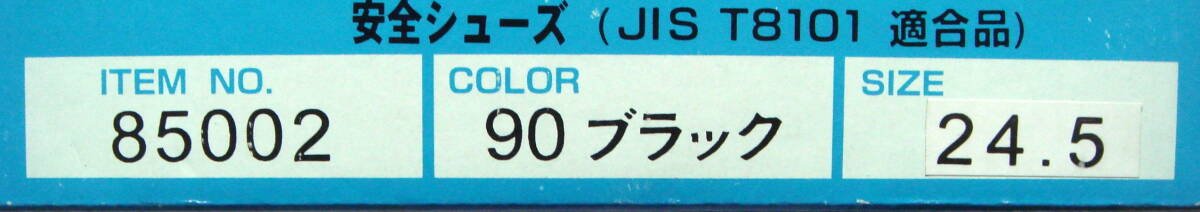 安全シューズ (JIS T8101 適合品)
ITEM NO. COLOR SIZE
85002 90 ブラック 24.5